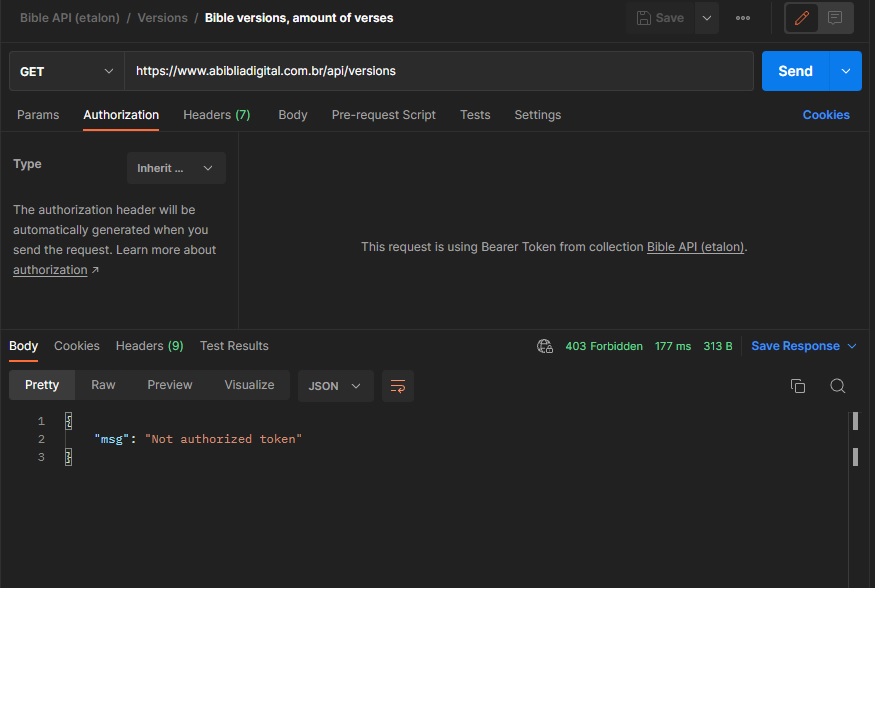 Bible API (etalon) / Versions / Bible versions, amount of verses
Save
GET
https://www.abibliadigital.com.br/api/versions
Send
Params Authorization Headers (7) Body Pre-request Script Tests Settings Cookies
Type
Inherit ...
The authorization header will be
automatically generated when you
send the request. Learn more about
authorization ↗
This request is using Bearer Token from collection Bible API (etalon).
Body Cookies Headers (9) Test Results
403 Forbidden 177 ms 313 B Save Response
Pretty Raw Preview Visualize JSON
1 {
2 "msg": "Not authorized token"
3 }